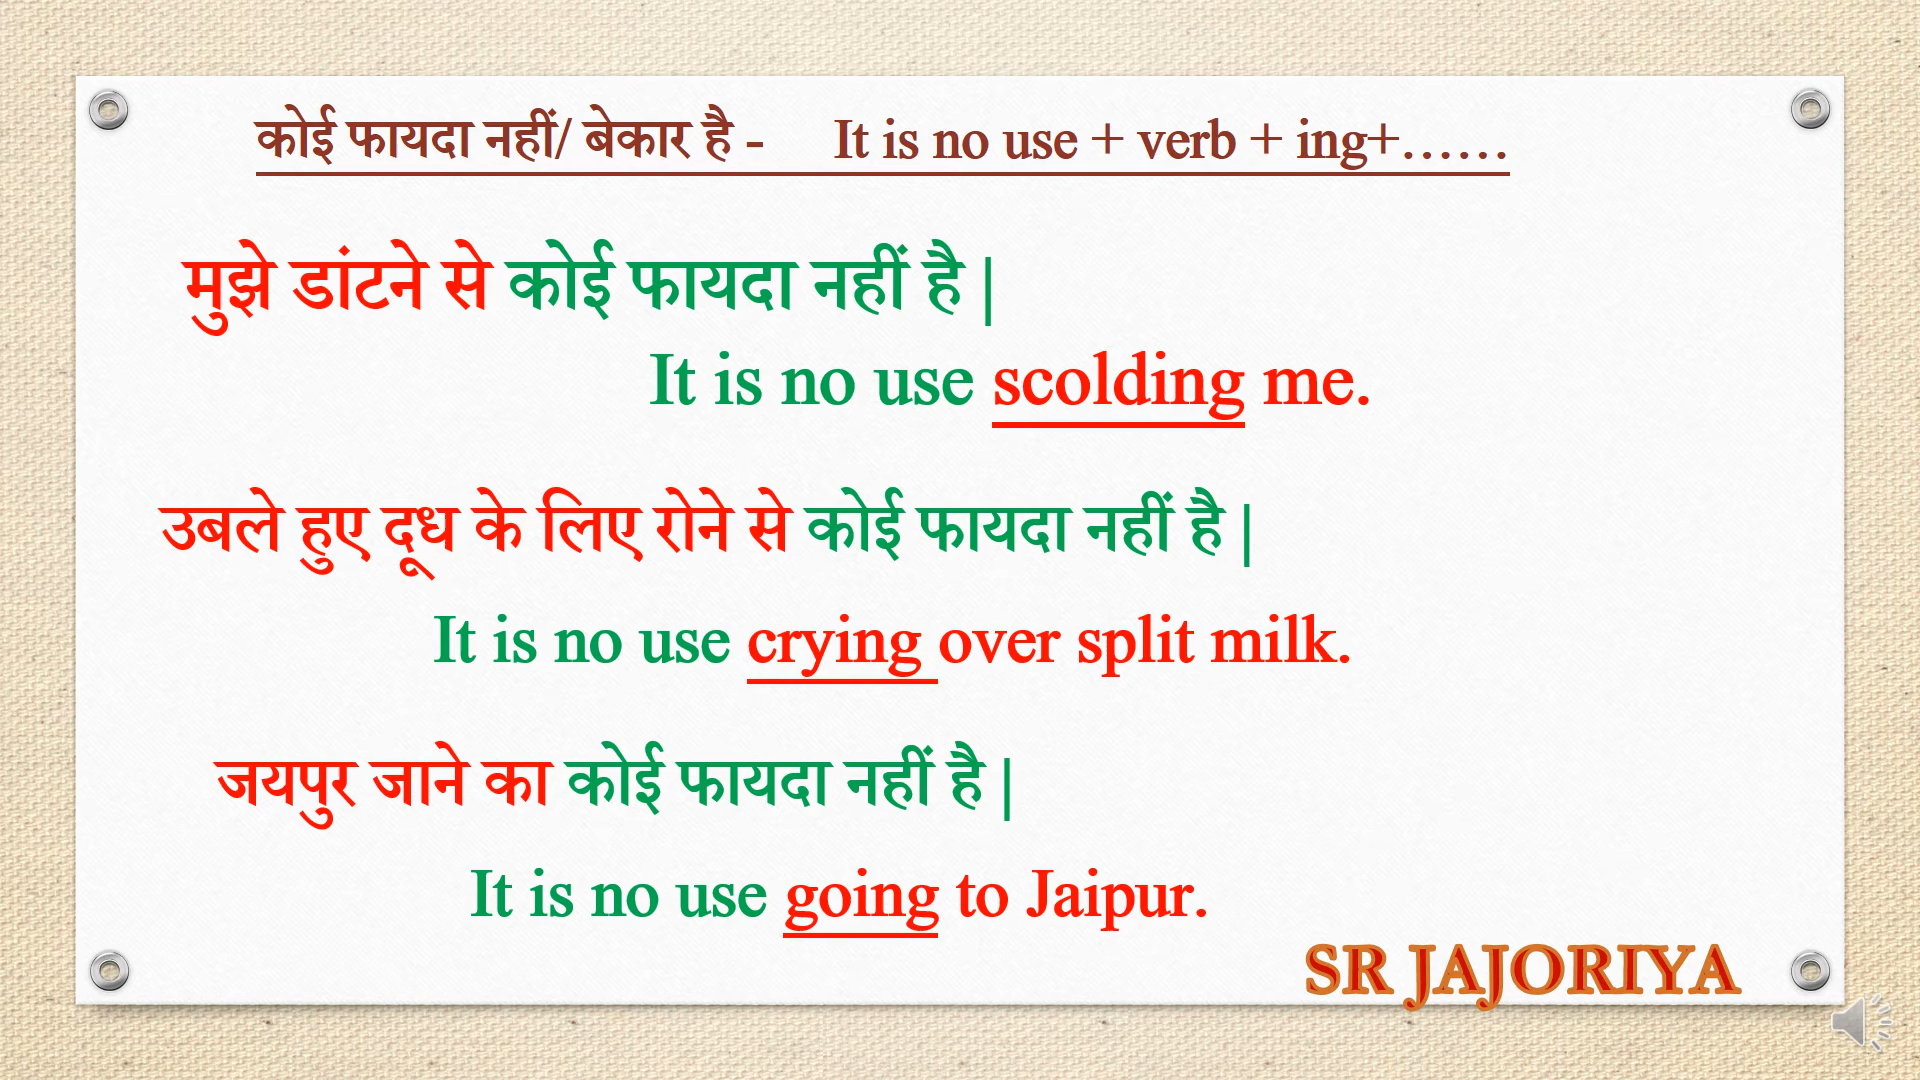 कोई फायदा नहीं/ बेकार है - It is no use + verb + ing+......
मुझे डांटने से कोई फायदा नहीं है |
It is no use scolding me.
उबले हुए दूध के लिए रोने से कोई फायदा नहीं है |
It is no use crying over split milk.
जयपुर जाने का कोई फायदा नहीं है |
It is no use going to Jaipur.
SR JAJORIYA